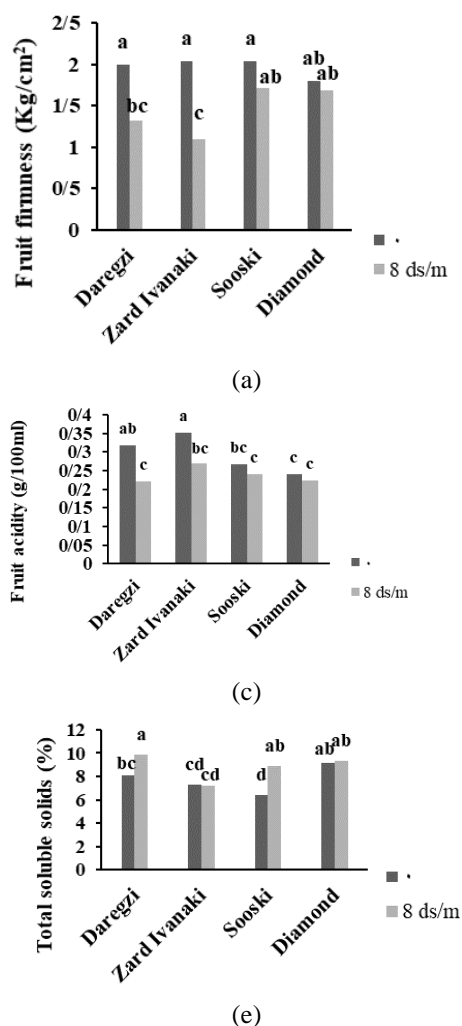 Fruit firmness (Kg/cm²)
2/5
2
1/5
1
0/5
0
a
bc
a
c
a
ab
ab
ab
Daregzi
Zard Ivanaki
Sooski
Diamond
٠
8 ds/m
(a)
Fruit acidity (g/100ml)
0/4
0/35
0/3
0/25
0/2
0/15
0/1
0/05
0
ab
c
a
bc
bc
c
c
c
Daregzi
Zard Ivanaki
Sooski
Diamond
٠
8 ds/m
(c)
Total soluble solids (%)
12
10
8
6
4
2
0
bc
a
cd
cd
d
ab
ab
ab
Daregzi
Zard Ivanaki
Sooski
Diamond
٠
8 ds/m
(e)